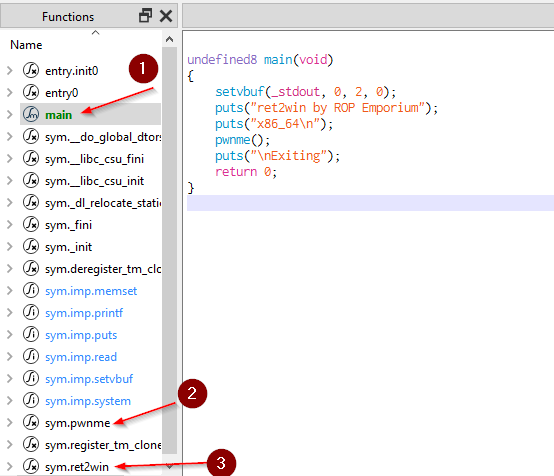 Functions
Name
entry.init0
entry0
main
sym.__do_global_dtors
sym.__libc_csu_fini
sym.__libc_csu_init
sym._dl_relocate_stati
sym._fini
sym._init
sym.deregister_tm_clo
sym.imp.memset
sym.imp.printf
sym.imp.puts
sym.imp.read
sym.imp.setvbuf
sym.imp.system
sym.pwnme
sym.register_tm_clone
sym.ret2win
1
2
3
undefined8 main(void)
{
    setvbuf(_stdout, 0, 2, 0);
    puts("ret2win by ROP Emporium");
    puts("x86_64\n");
    pwnme();
    puts("\nExiting");
    return 0;
}